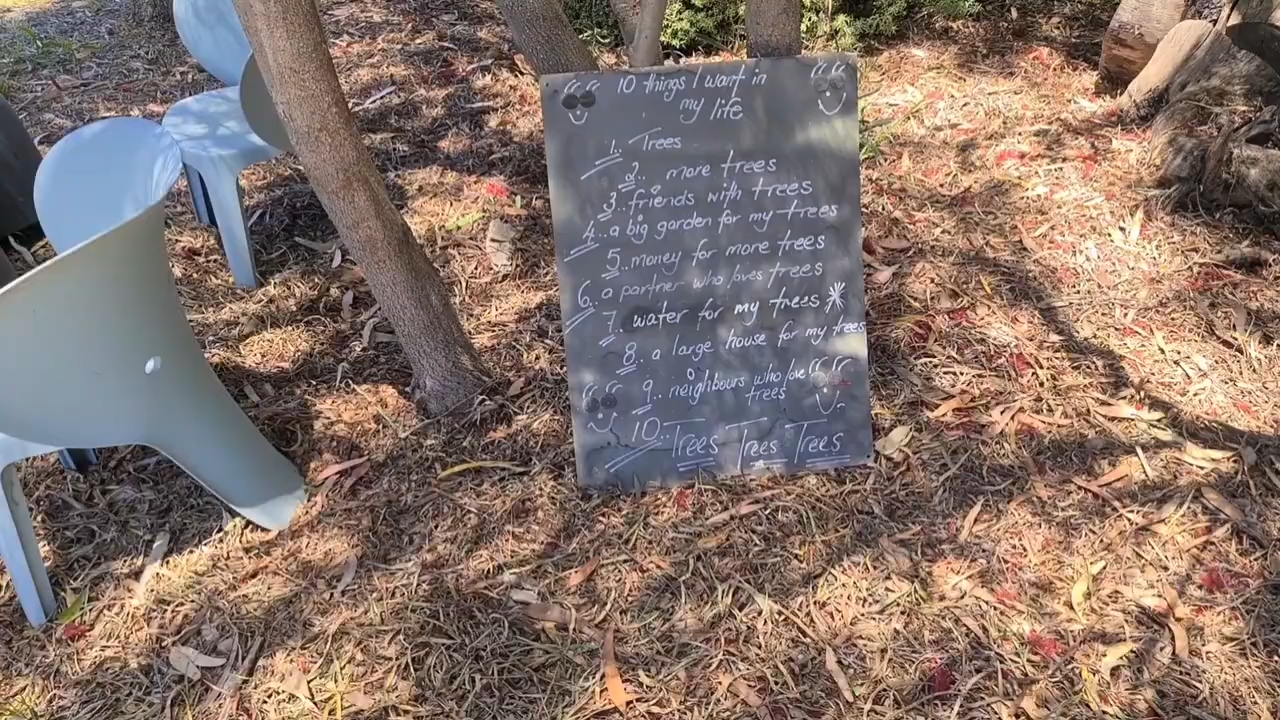 10 things I want in
my life
1.. Trees
2.. more trees
3..friends with trees
4..a big garden for my trees
5..money for more trees
6.. a partner who loves trees
7.. water for my trees
8.. a large house for my trees
9.. neighbours who love
trees
10.. Trees Trees Trees